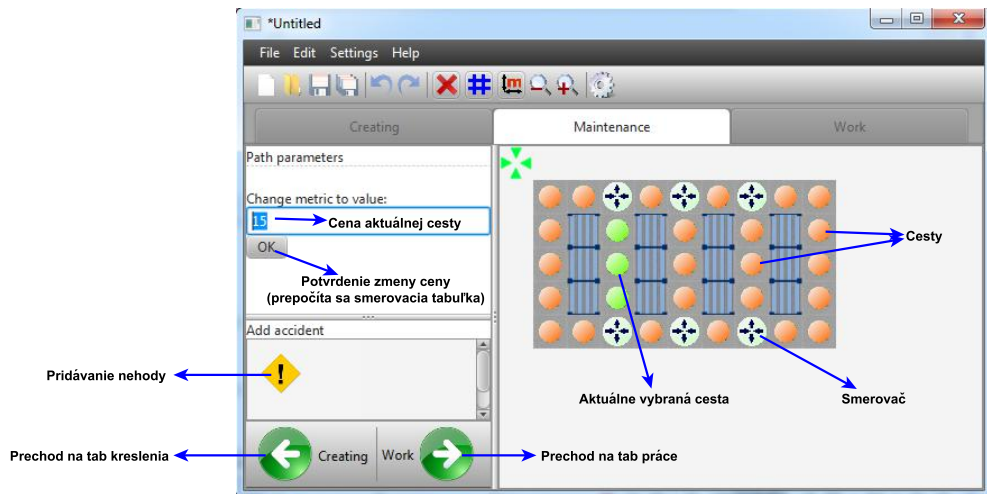 *Untitled
File Edit Settings Help
Creating Maintenance Work
Path parameters
Change metric to value:
15
Cena aktuálnej cesty
OK
Potvrdenie zmeny ceny
(prepočíta sa smerovacia tabuľka)
Cesty
Add accident
Pridávanie nehody
Aktuálne vybraná cesta
Smerovač
Prechod na tab kreslenia
Creating
Work
Prechod na tab práce